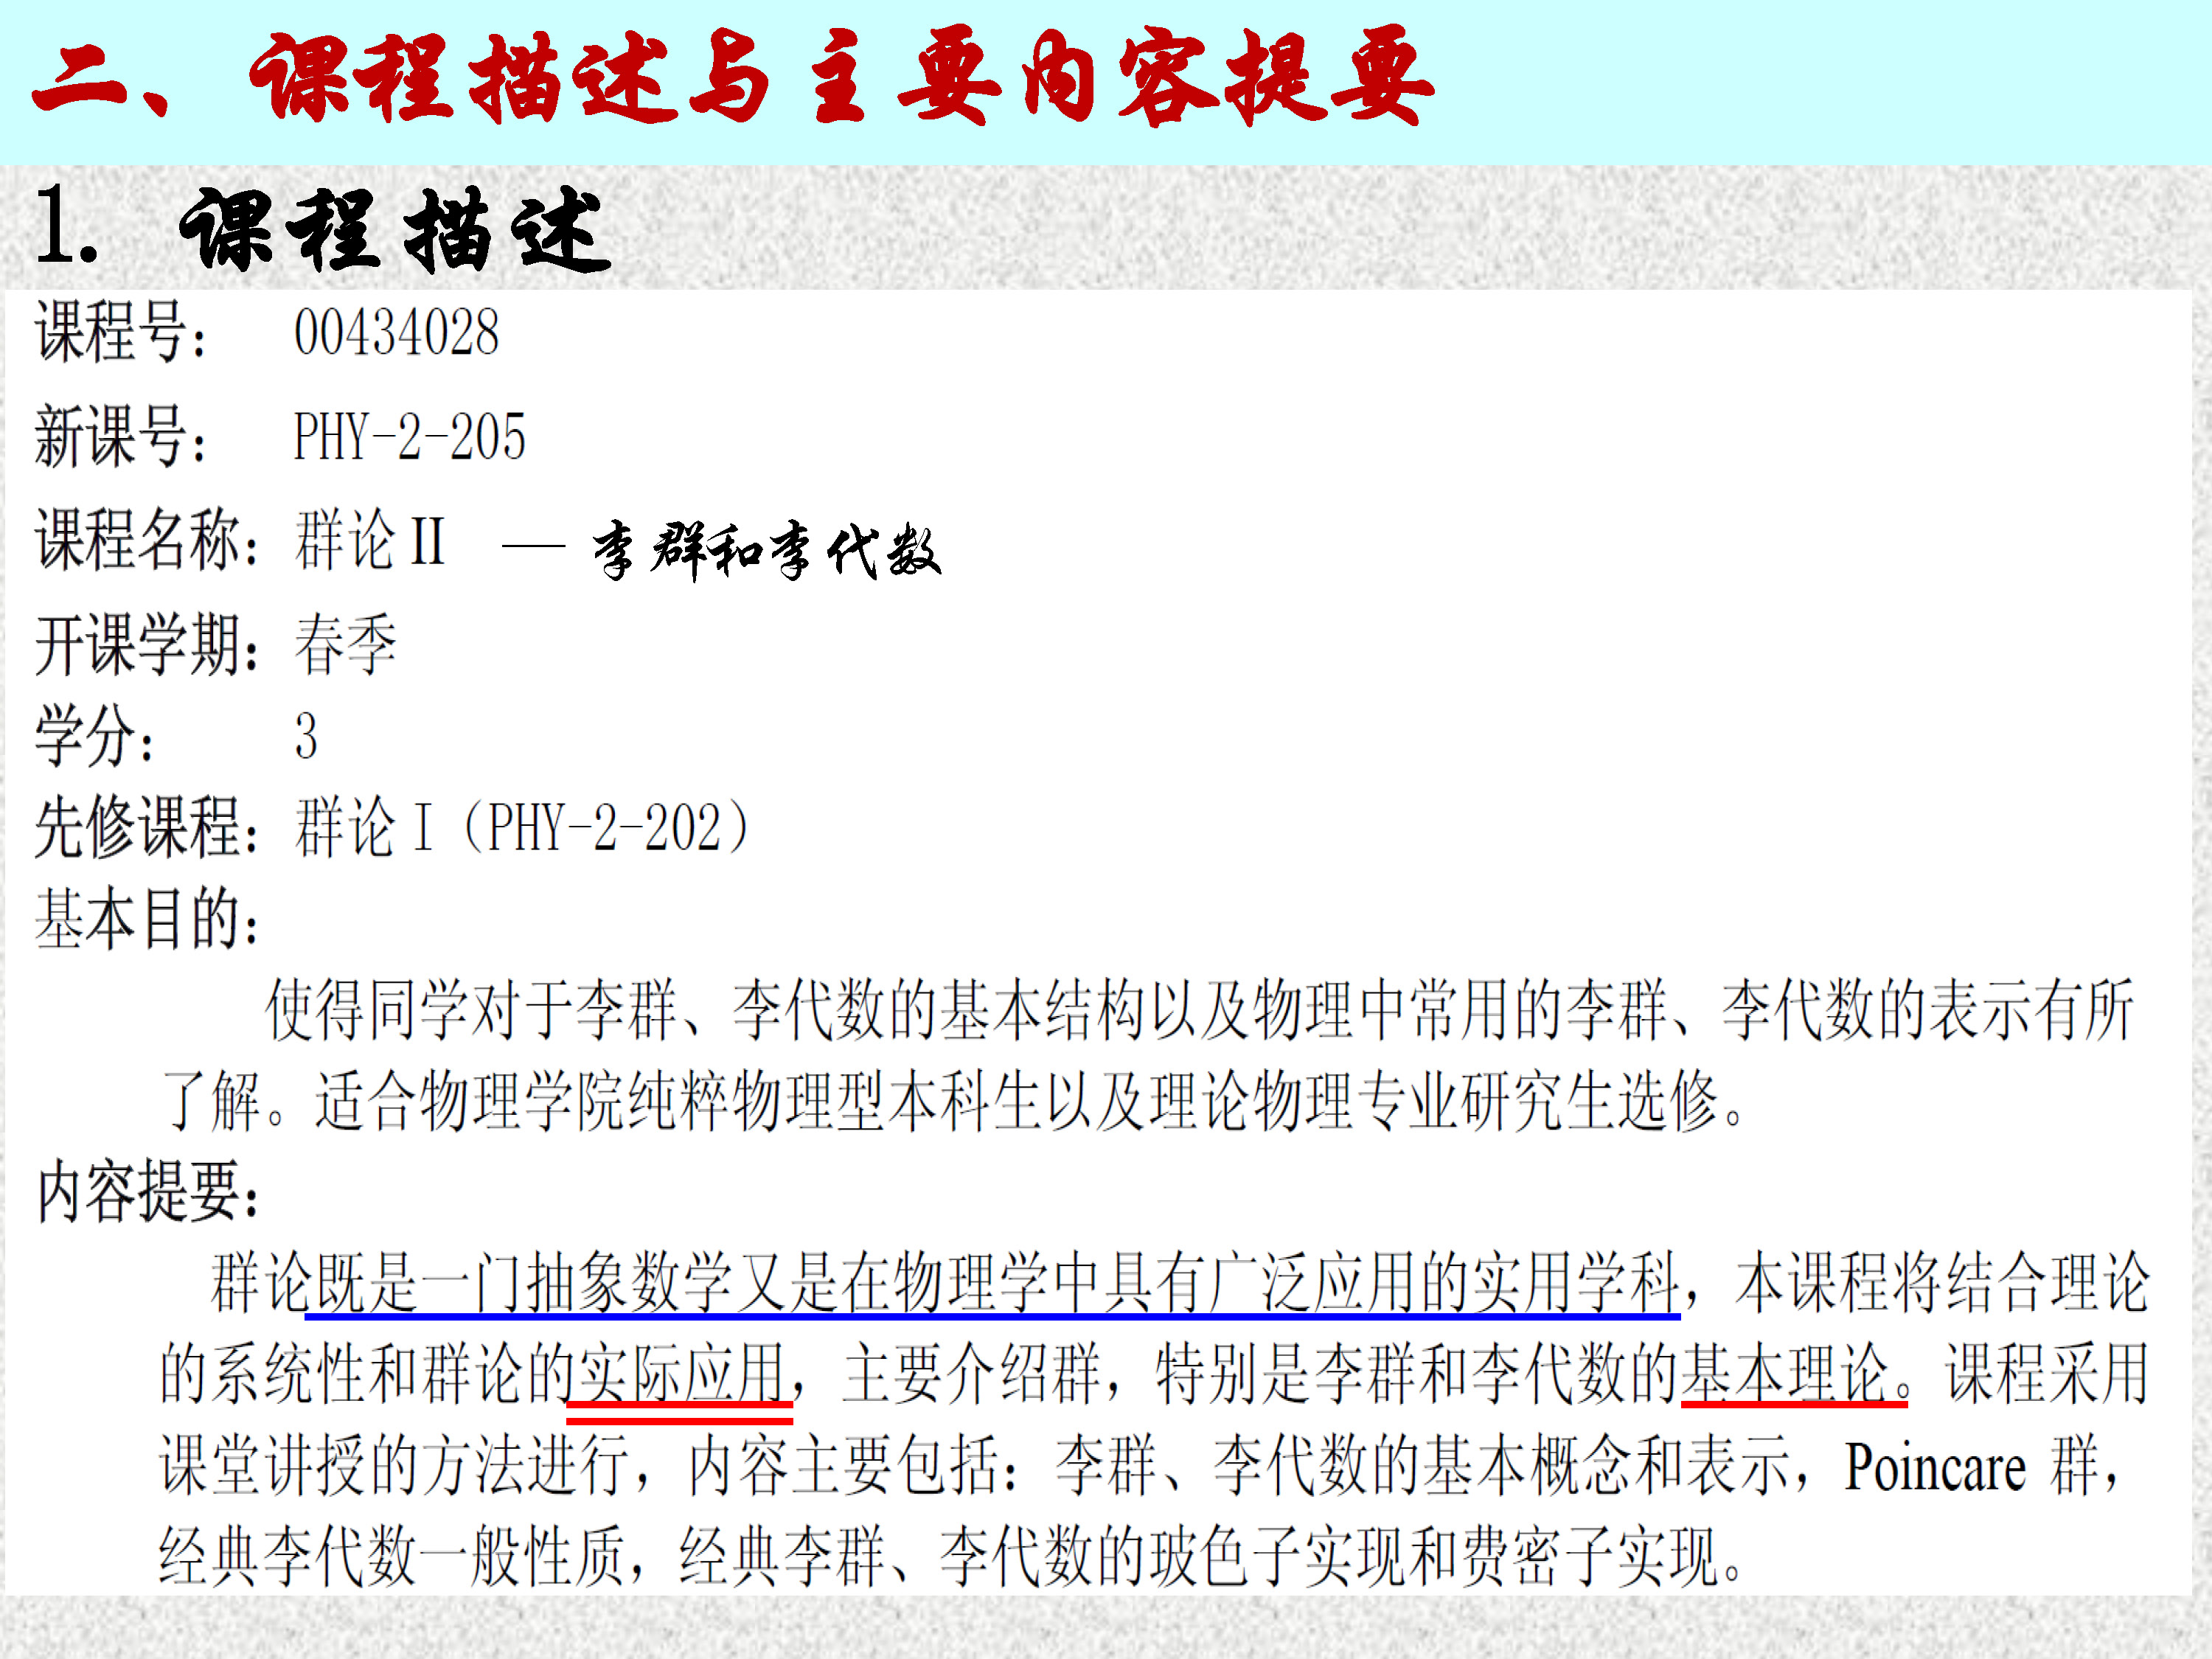 二、课程描述与主要内容提要
1. 课程描述
课程号： 00434028
新课号： PHY-2-205
课程名称：群论 II — 李群和李代数
开课学期：春季
学分： 3
先修课程：群论 I（PHY-2-202）
基本目的：
使得同学对于李群、李代数的基本结构以及物理中常用的李群、李代数的表示有所
了解。适合物理学院纯粹物理型本科生以及理论物理专业研究生选修。
内容提要：
群论既是一门抽象数学又是在物理学中具有广泛应用的实用学科，本课程将结合理论
的系统性和群论的实际应用，主要介绍群，特别是李群和李代数的基本理论。课程采用
课堂讲授的方法进行，内容主要包括：李群、李代数的基本概念和表示，Poincare 群，
经典李代数一般性质，经典李群、李代数的玻色子实现和费密子实现。